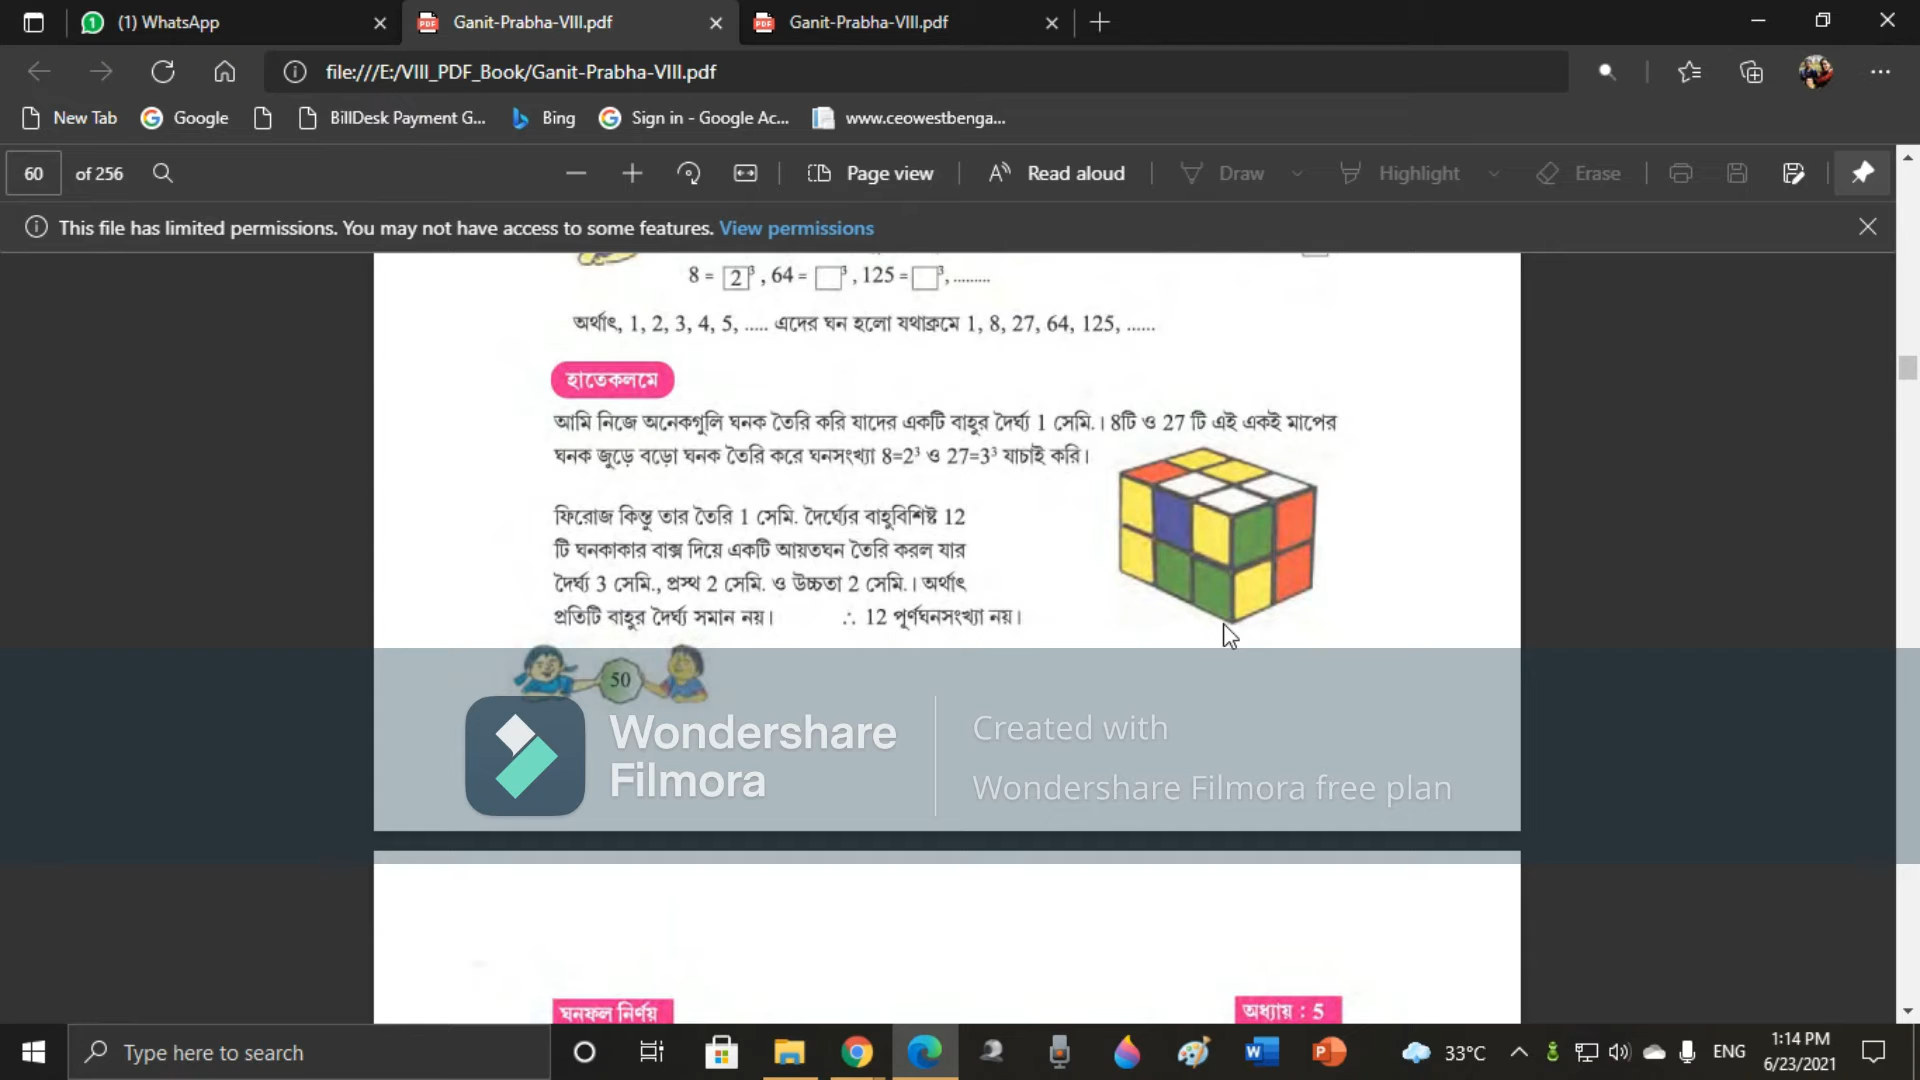 (1) WhatsApp
Ganit-Prabha-VIII.pdf
Ganit-Prabha-VIII.pdf
file:///E:/VIII_PDF_Book/Ganit-Prabha-VIII.pdf
New Tab
Google
BillDesk Payment G...
Bing
Sign in - Google Ac...
www.ceowestbenga...
60 of 256
Page view
Read aloud
Draw
Highlight
Erase
This file has limited permissions. You may not have access to some features. View permissions
8 = 2³ , 64 = □³ , 125 = □³, .........
অর্থাৎ, 1, 2, 3, 4, 5, ..... এদের ঘন হলো যথাক্রমে 1, 8, 27, 64, 125, ......
হাতেকলমে
আমি নিজে অনেকগুলি ঘনক তৈরি করি যাদের একটি বাহুর দৈর্ঘ্য 1 সেমি.। 8টি ও 27 টি এই একই মাপের
ঘনক জুড়ে বড়ো ঘনক তৈরি করে ঘনসংখ্যা 8=2³ ও 27=3³ যাচাই করি।
ফিরোজ কিন্তু তার তৈরি 1 সেমি. দৈর্ঘ্যের বাহুবিশিষ্ট 12
টি ঘনকাকার বাক্স দিয়ে একটি আয়তঘন তৈরি করল যার
দৈর্ঘ্য 3 সেমি., প্রস্থ 2 সেমি. ও উচ্চতা 2 সেমি.। অর্থাৎ
প্রতিটি বাহুর দৈর্ঘ্য সমান নয়। ∴ 12 পূর্ণঘনসংখ্যা নয়।
50
Wondershare
Filmora
Created with
Wondershare Filmora free plan
ঘনফল নির্ণয়
অধ্যায় : 5
Type here to search
33°C
ENG
1:14 PM
6/23/2021